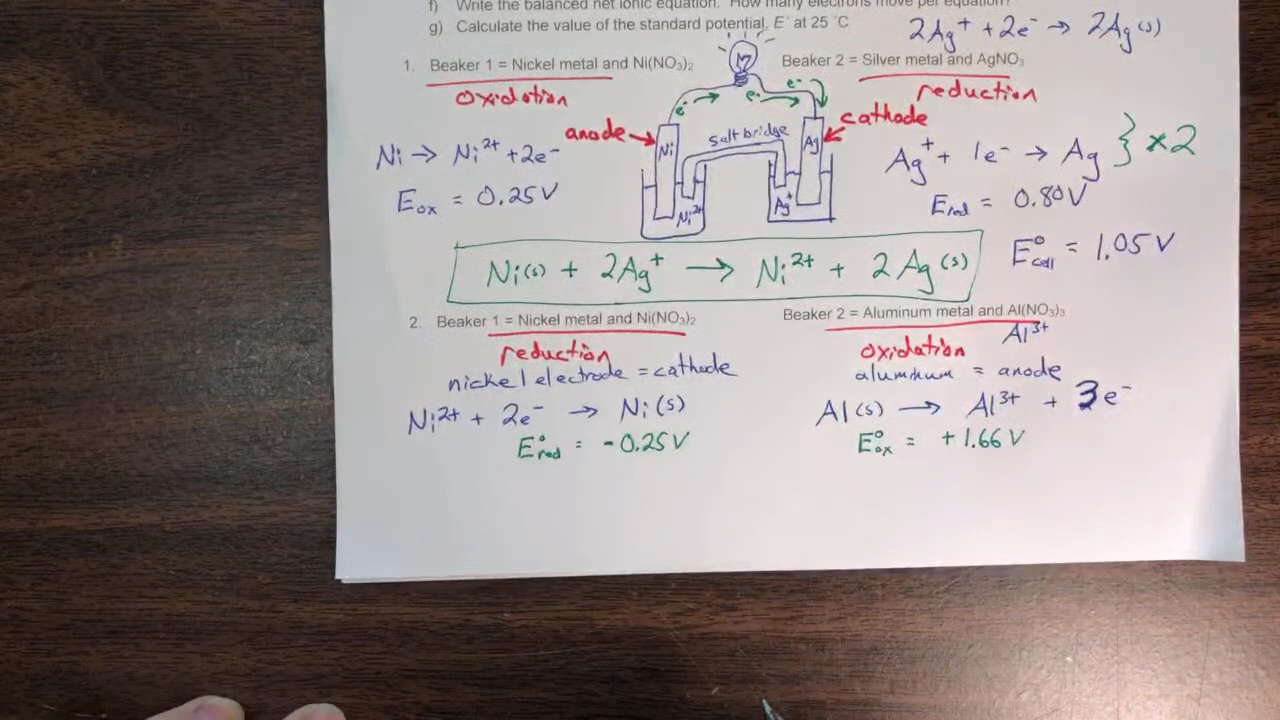 f) Write the balanced net ionic equation. How many electrons move per equation?
g) Calculate the value of the standard potential, E° at 25 °C
2Ag⁺ + 2e⁻ → 2Ag(s)
1. Beaker 1 = Nickel metal and Ni(NO₃)₂
Beaker 2 = Silver metal and AgNO₃
oxidation
reduction
e⁻
e⁻
e⁻
anode
cathode
salt bridge
Ni
Ag
Ni²⁺
Ag⁺
Ni → Ni²⁺ + 2e⁻
Eox = 0.25V
Ag⁺ + 1e⁻ → Ag } ×2
Ered = 0.80V
E°cell = 1.05 V
Ni(s) + 2Ag⁺ → Ni²⁺ + 2Ag(s)
2. Beaker 1 = Nickel metal and Ni(NO₃)₂
Beaker 2 = Aluminum metal and Al(NO₃)₃
Al³⁺
reduction
oxidation
nickel electrode = cathode
aluminum = anode
Ni²⁺ + 2e⁻ → Ni(s)
Al(s) → Al³⁺ + 3e⁻
E°red = -0.25V
E°ox = +1.66 V